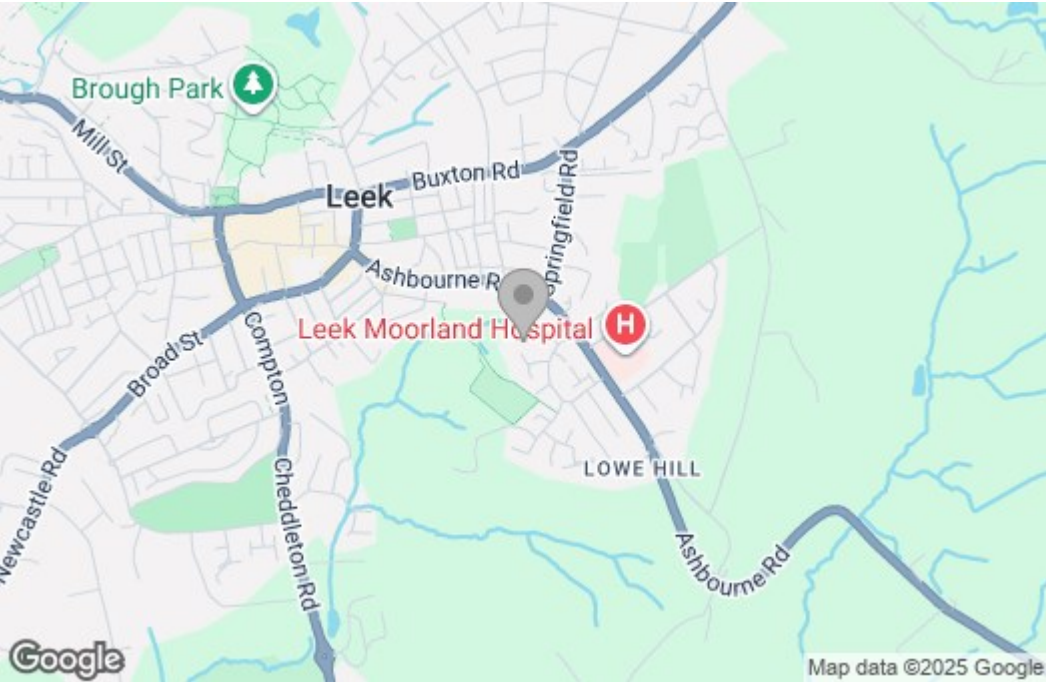 Brough Park
Mill St
Buxton Rd
Leek
Springfield Rd
Ashbourne R
Leek Moorland Hospital
H
Compton
Broad St
LOWE HILL
Newcastle Rd
Cheddleton Rd
Ashbourne Rd
Google
Map data ©2025 Google